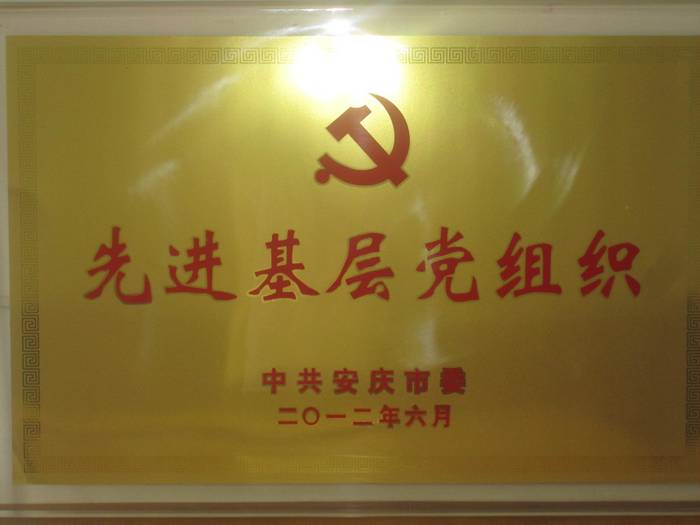 先进基层党组织
中共安庆市委
二〇一二年六月